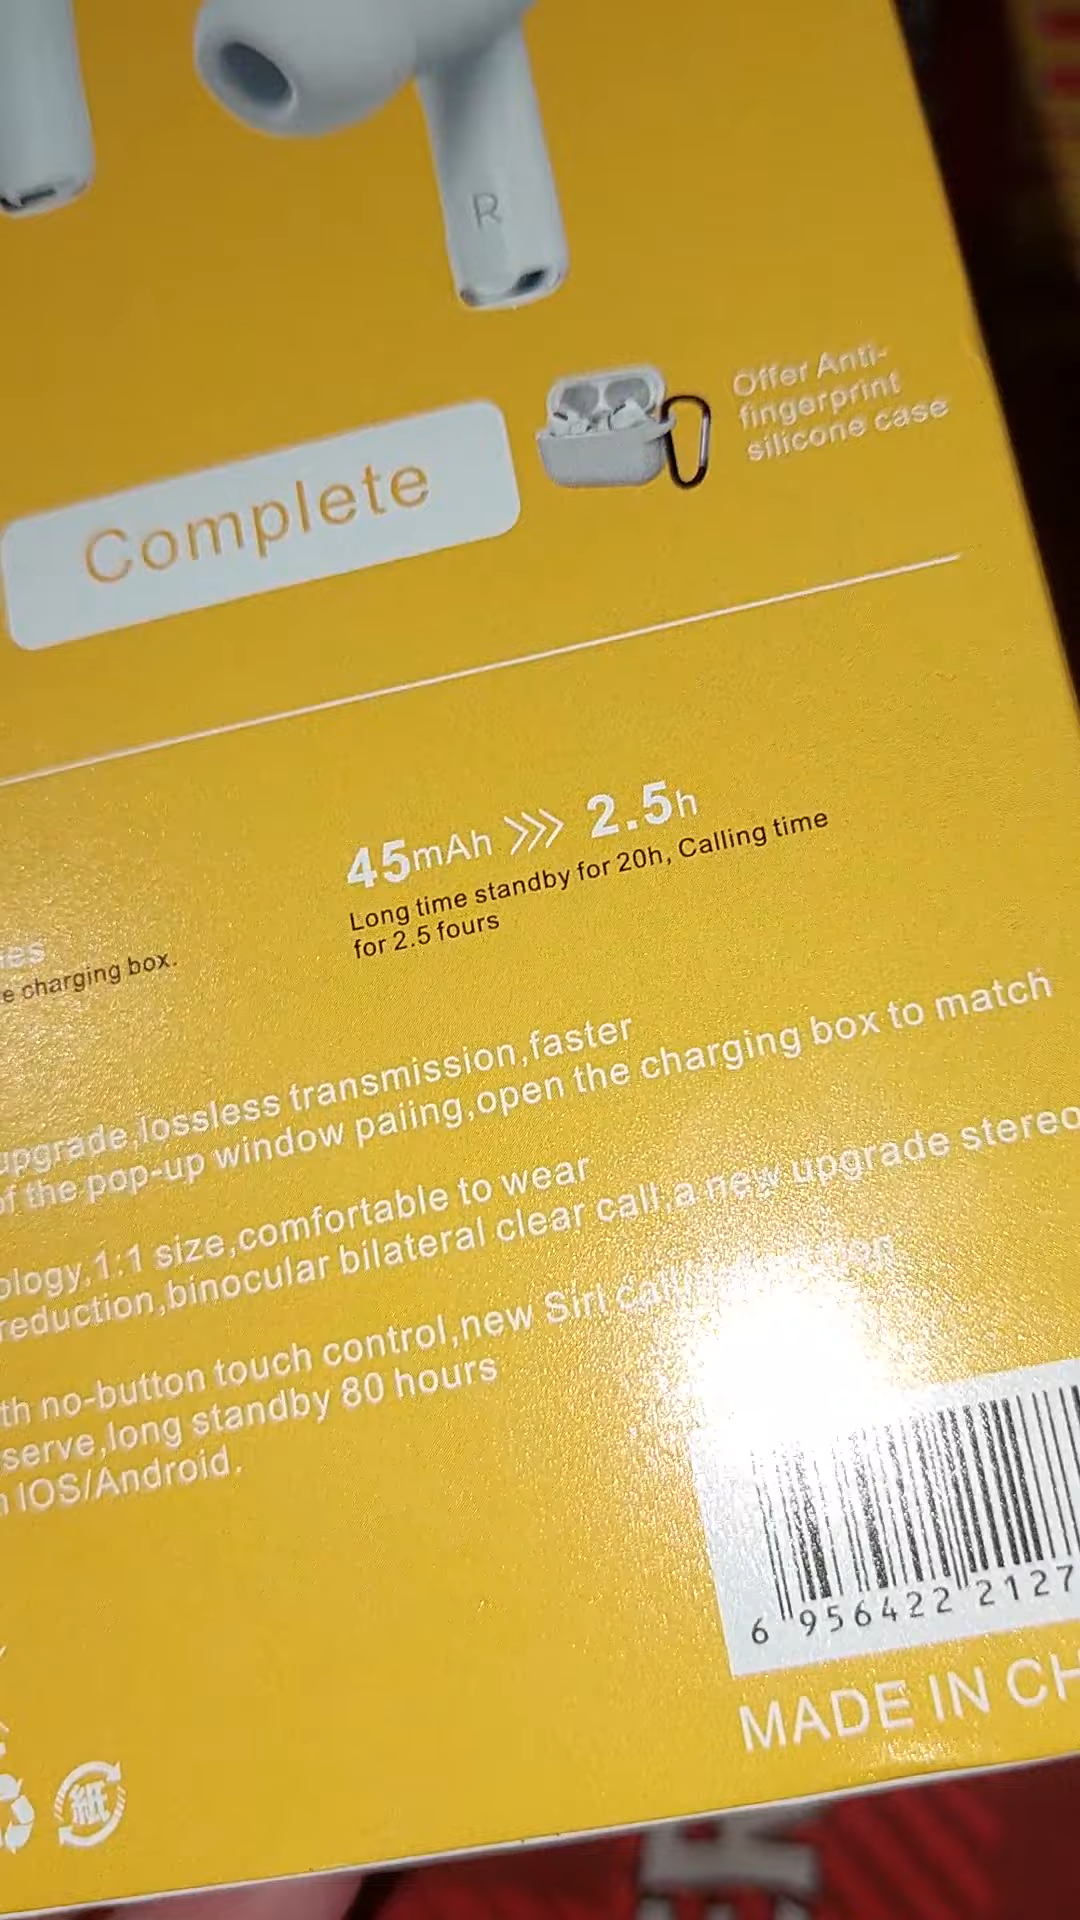 R
Offer Anti-
fingerprint
silicone case
Complete
45mAh >>> 2.5h
Long time standby for 20h, Calling time
for 2.5 fours
e charging box.
upgrade,lossless transmission,faster
of the pop-up window paiing,open the charging box to match
ology,1:1 size,comfortable to wear
reduction,binocular bilateral clear call,a new upgrade stereo
th no-button touch control,new Sirl
serve,long standby 80 hours
IOS/Android.
6 956422 2127
MADE IN CH
紙